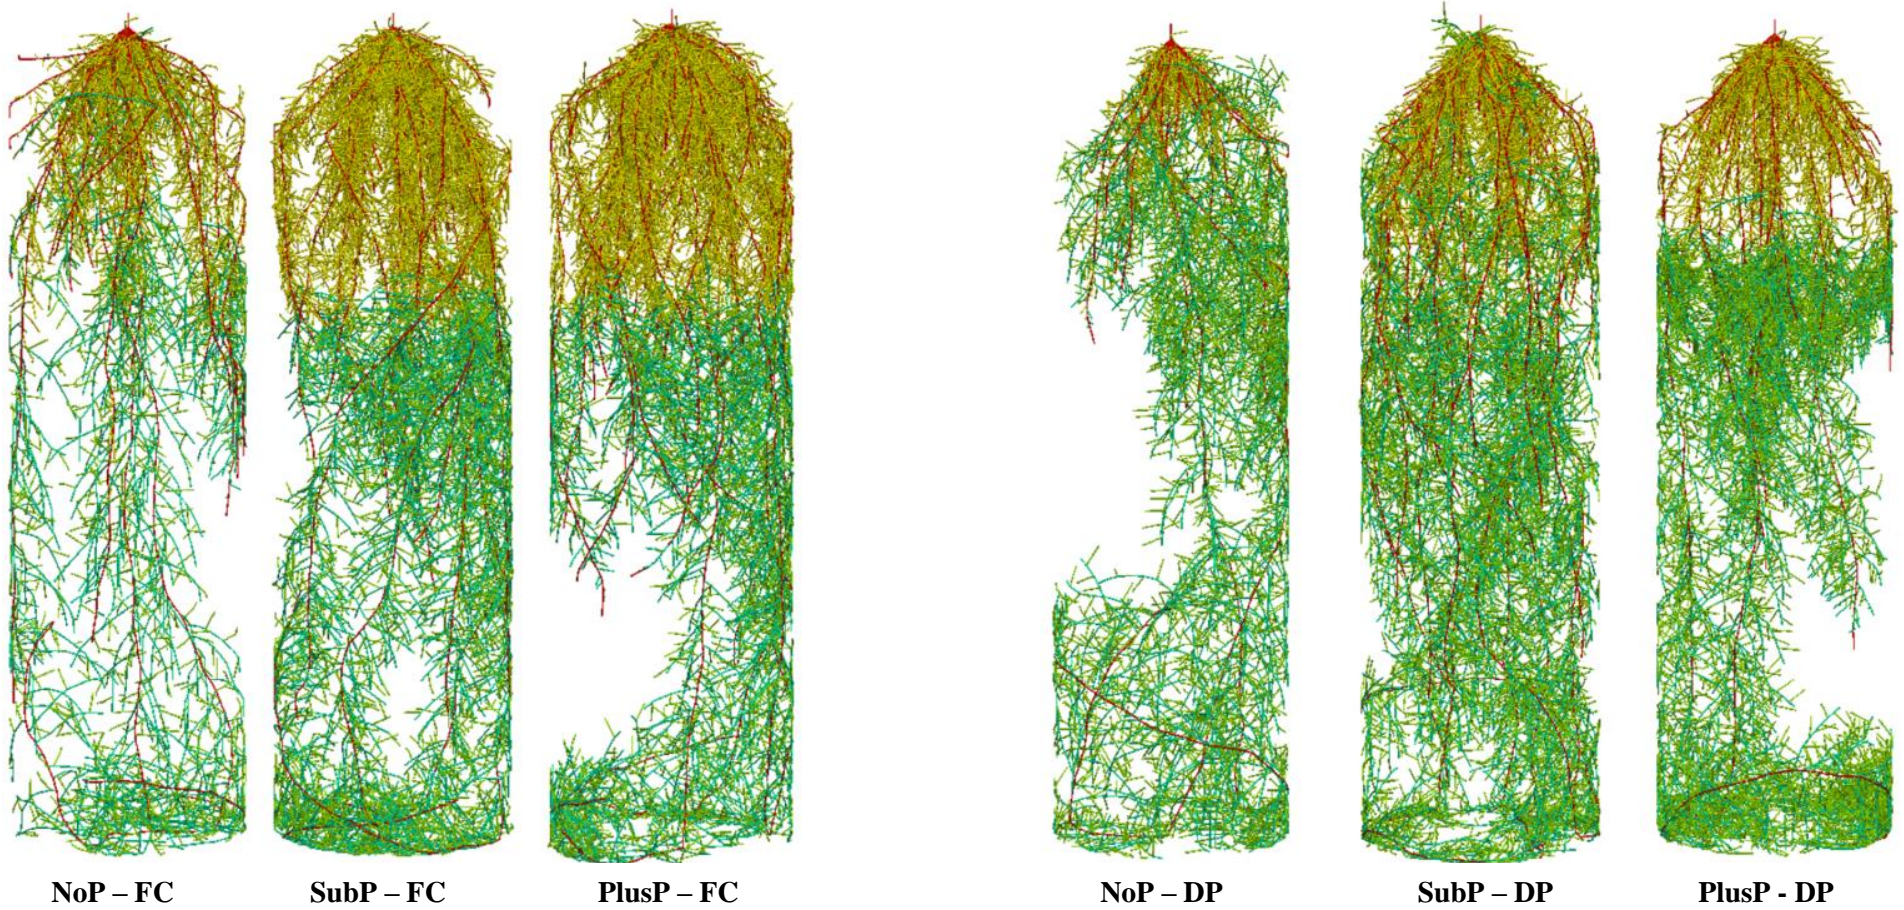 NoP – FC
SubP – FC
PlusP – FC
NoP – DP
SubP – DP
PlusP - DP